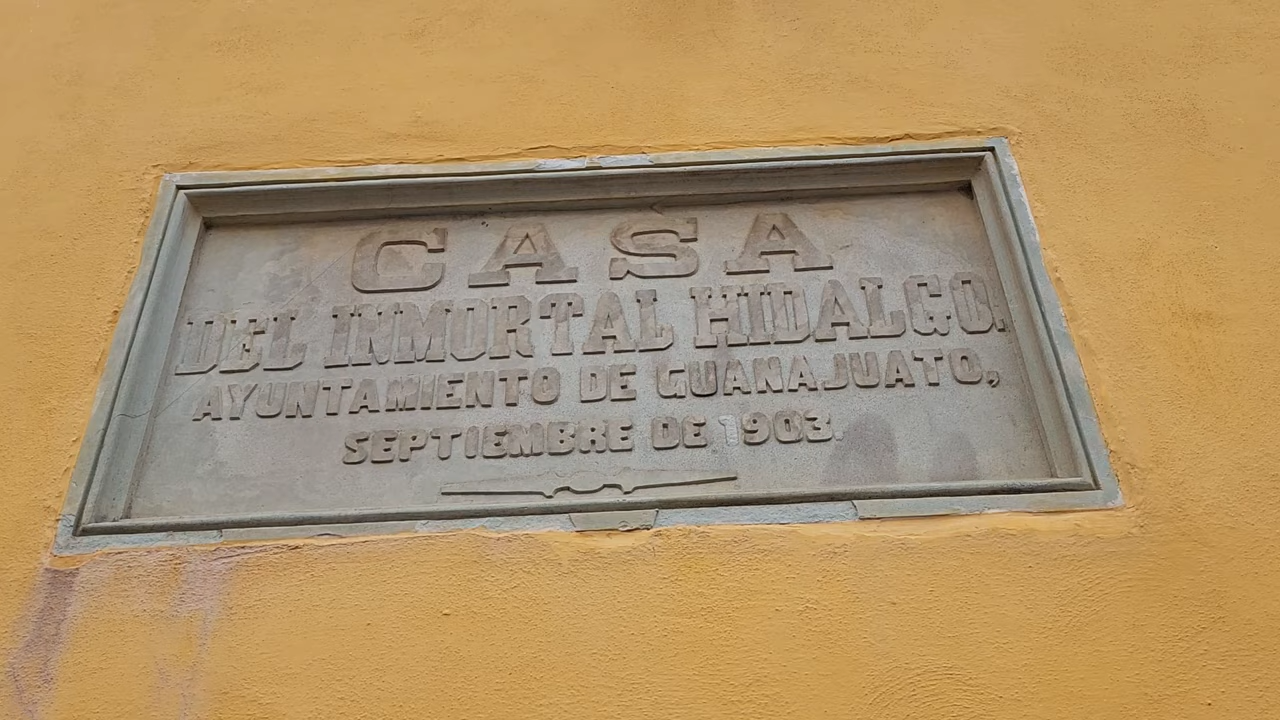 CASA
DEL INMORTAL HIDALGO.
AYUNTAMIENTO DE GUANAJUATO,
SEPTIEMBRE DE 1903.